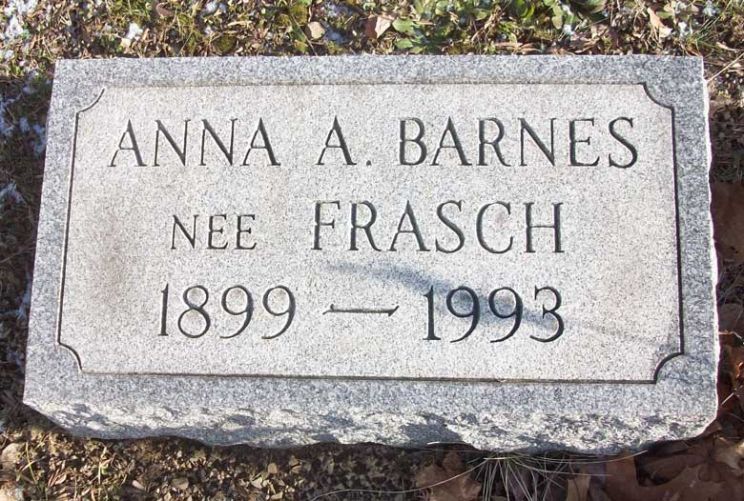 ANNA A. BARNES
NEE FRASCH
1899 — 1993